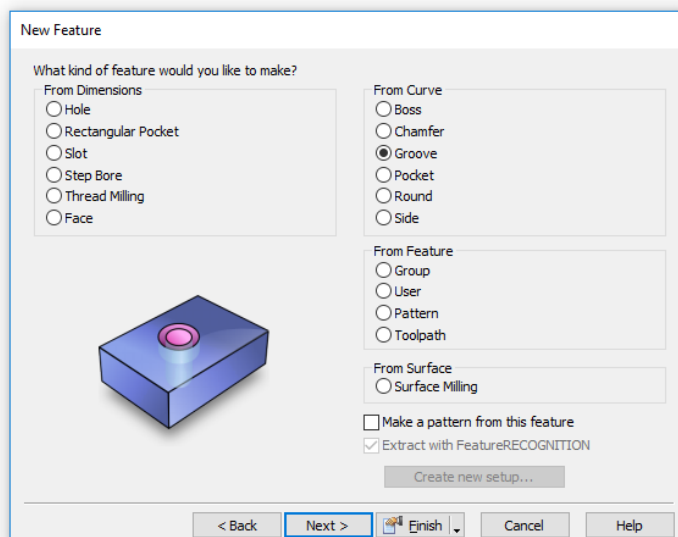 New Feature
What kind of feature would you like to make?
From Dimensions
Hole
Rectangular Pocket
Slot
Step Bore
Thread Milling
Face
From Curve
Boss
Chamfer
Groove
Pocket
Round
Side
From Feature
Group
User
Pattern
Toolpath
From Surface
Surface Milling
Make a pattern from this feature
Extract with FeatureRECOGNITION
Create new setup...
< Back Next > Finish Cancel Help